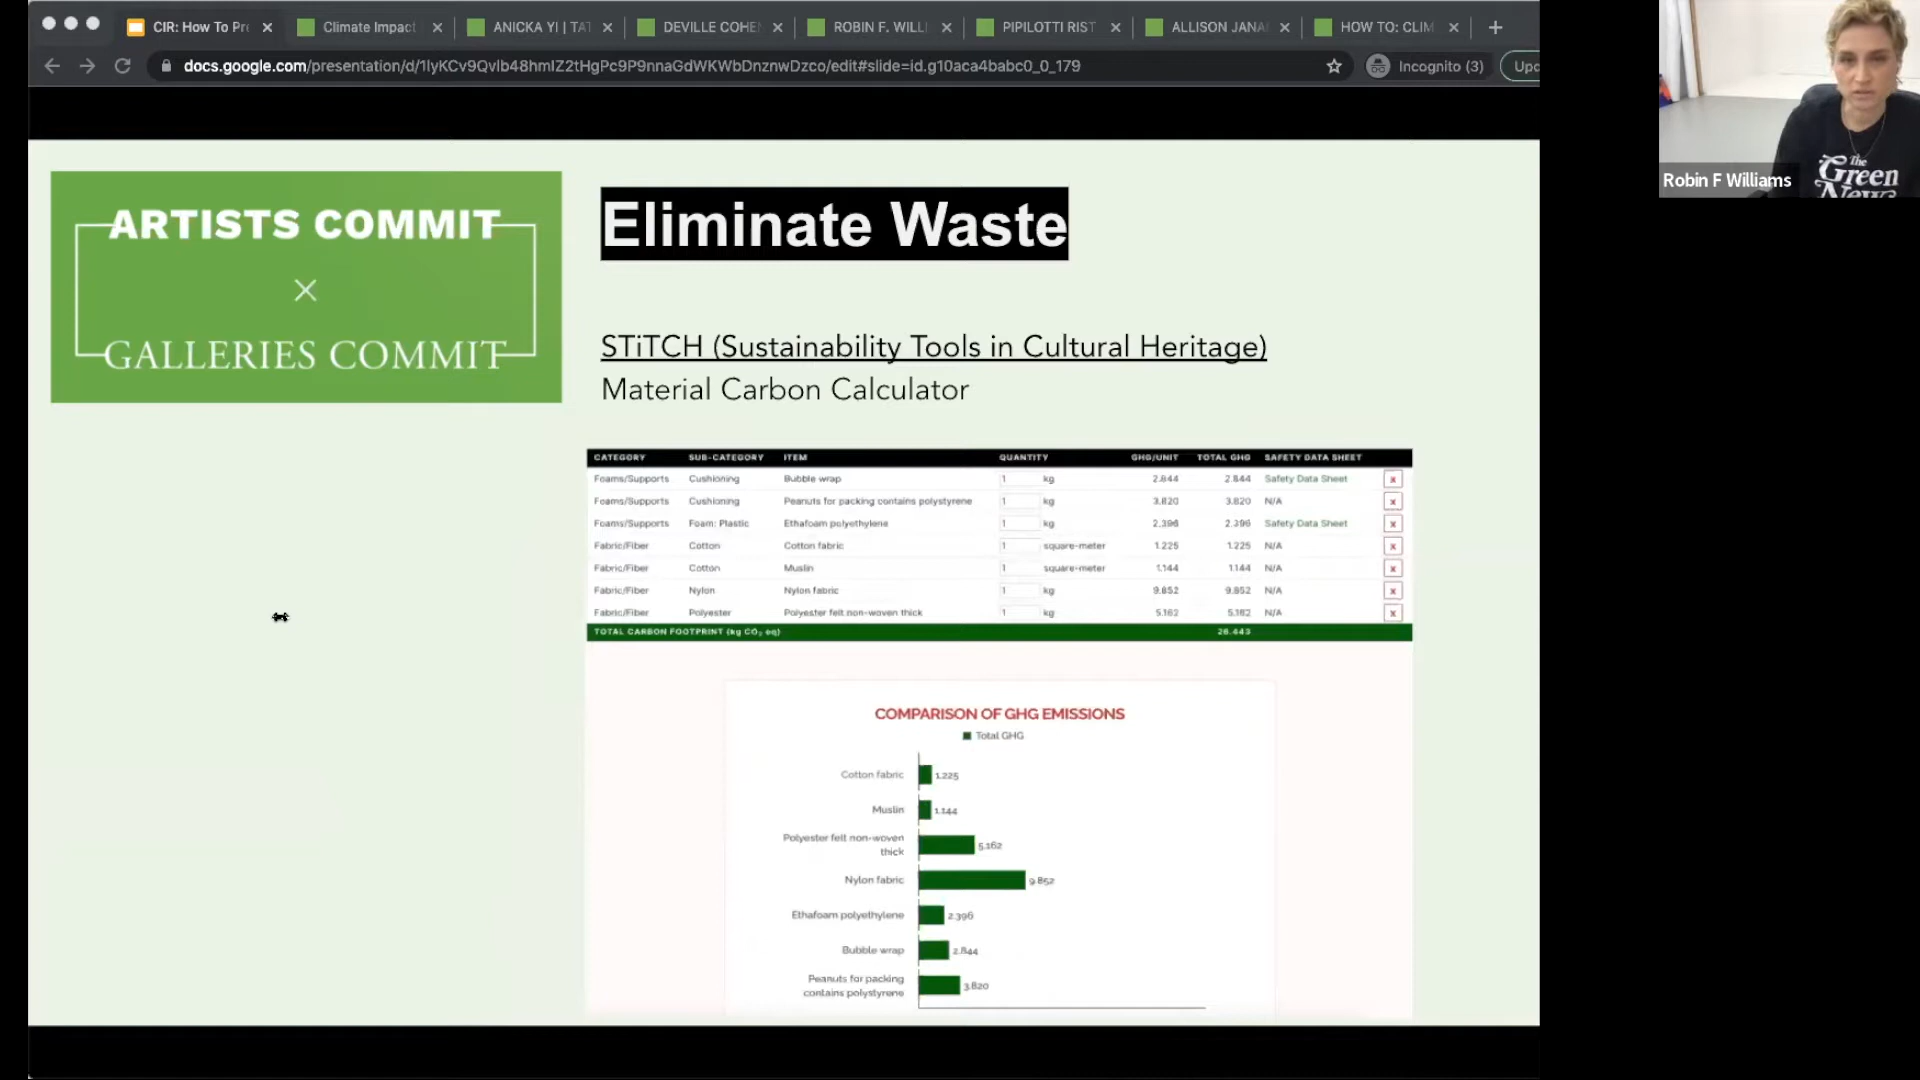 CIR: How To Pr
Climate Impact
ANICKA YI | TAT
DEVILLE COHE
ROBIN F. WILLI
PIPILOTTI RIST
ALLISON JANA
HOW TO: CLIM
docs.google.com/presentation/d/1lyKCv9Qvlb48hmIZ2tHgPc9P9nnaGdWKWbDnznwDzco/edit#slide=id.g10aca4babc0_0_179
Incognito (3)
Upd
Robin F Williams
The
Green
New
ARTISTS COMMIT
×
GALLERIES COMMIT
Eliminate Waste
STiTCH (Sustainability Tools in Cultural Heritage)
Material Carbon Calculator
CATEGORY SUB-CATEGORY ITEM QUANTITY GHG/UNIT TOTAL GHG SAFETY DATA SHEET
Foams/Supports Cushioning Bubble wrap 1 kg 2.844 2.844 Safety Data Sheet x
Foams/Supports Cushioning Peanuts for packing contains polystyrene 1 kg 3.820 3.820 N/A x
Foams/Supports Foam: Plastic Ethafoam polyethylene 1 kg 2.396 2.396 Safety Data Sheet x
Fabric/Fiber Cotton Cotton fabric 1 square-meter 1.225 1.225 N/A x
Fabric/Fiber Cotton Muslin 1 square-meter 1.144 1.144 N/A x
Fabric/Fiber Nylon Nylon fabric 1 kg 9.852 9.852 N/A x
Fabric/Fiber Polyester Polyester felt non-woven thick 1 kg 5.162 5.162 N/A x
TOTAL CARBON FOOTPRINT (kg CO₂ eq) 26.443
COMPARISON OF GHG EMISSIONS
Total GHG
Cotton fabric 1.225
Muslin 1.144
Polyester felt non-woven
thick 5.162
Nylon fabric 9.852
Ethafoam polyethylene 2.396
Bubble wrap 2.844
Peanuts for packing
contains polystyrene 3.820